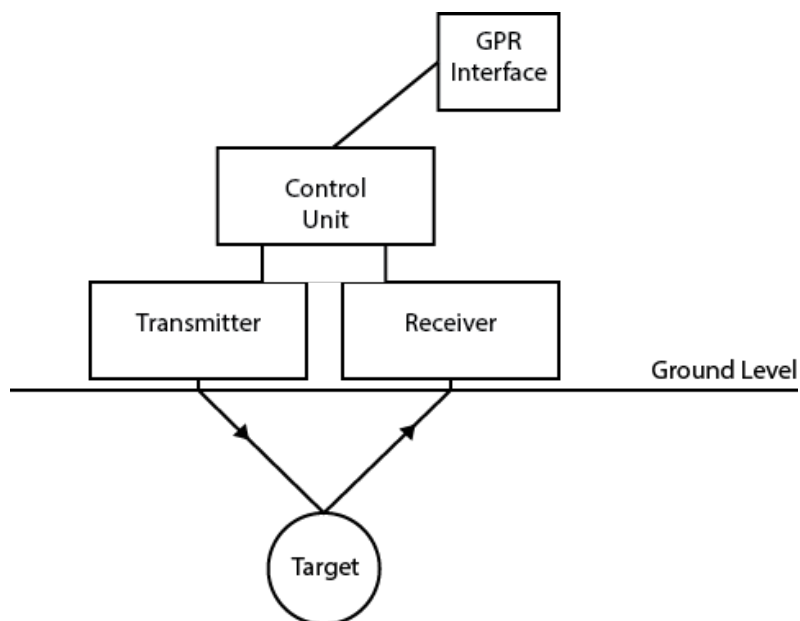 GPR
Interface
Control
Unit
Transmitter
Receiver
Ground Level
Target